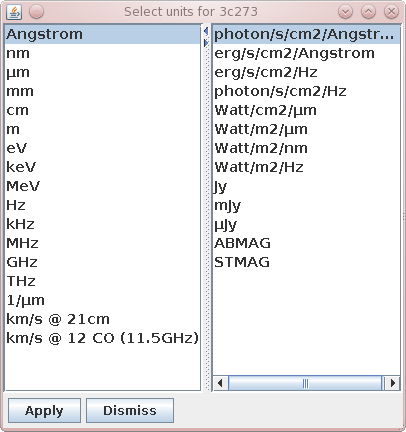 Select units for 3c273
Angstrom
nm
µm
mm
cm
m
eV
keV
MeV
Hz
kHz
MHz
GHz
THz
1/µm
km/s @ 21cm
km/s @ 12 CO (11.5GHz)
photon/s/cm2/Angstr...
erg/s/cm2/Angstrom
erg/s/cm2/Hz
photon/s/cm2/Hz
Watt/cm2/µm
Watt/m2/µm
Watt/m2/nm
Watt/m2/Hz
Jy
mJy
µJy
ABMAG
STMAG
Apply
Dismiss